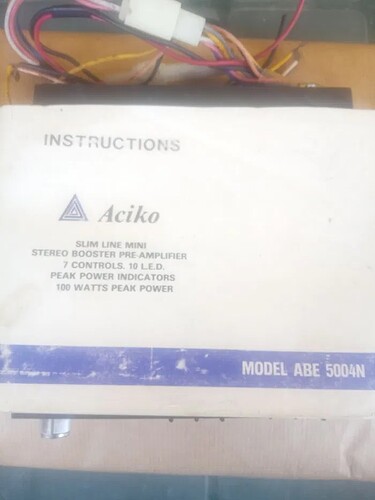 INSTRUCTIONS
Aciko
SLIM LINE MINI
STEREO BOOSTER PRE-AMPLIFIER
7 CONTROLS. 10 L.E.D.
PEAK POWER INDICATORS
100 WATTS PEAK POWER
MODEL ABE 5004N